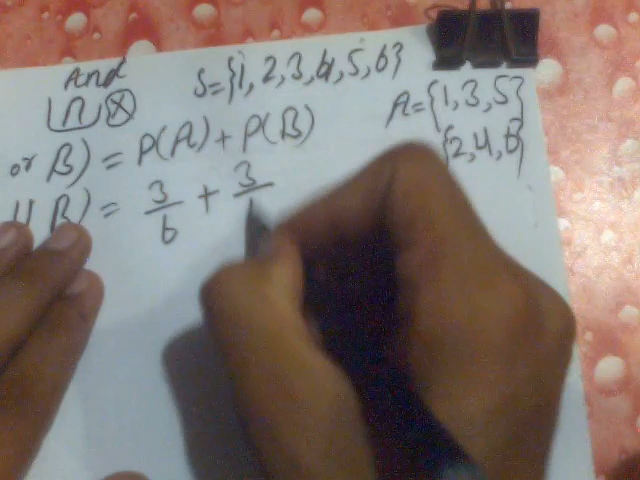 And
∩ ×
S={1, 2, 3, 4, 5, 6}
A={1, 3, 5}
{2, 4, 6}
or B) = P(A) + P(B)
U B) = 3/6 + 3/